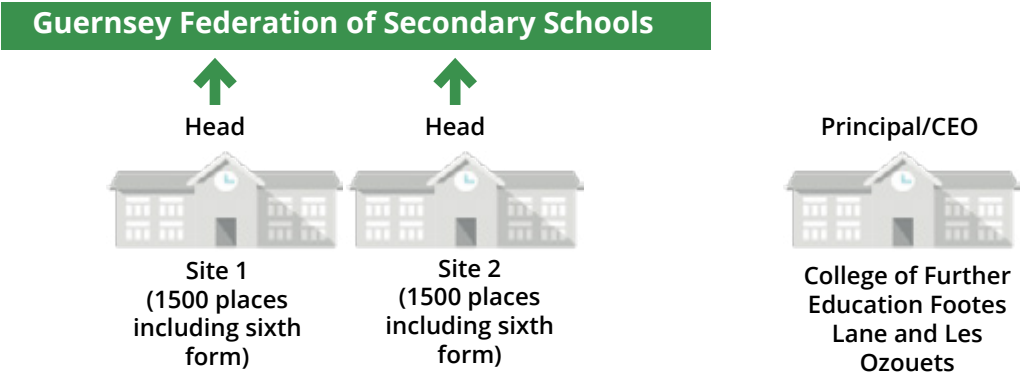 Guernsey Federation of Secondary Schools
Head
Head
Principal/CEO
Site 1
(1500 places
including sixth
form)
Site 2
(1500 places
including sixth
form)
College of Further
Education Footes
Lane and Les
Ozouets